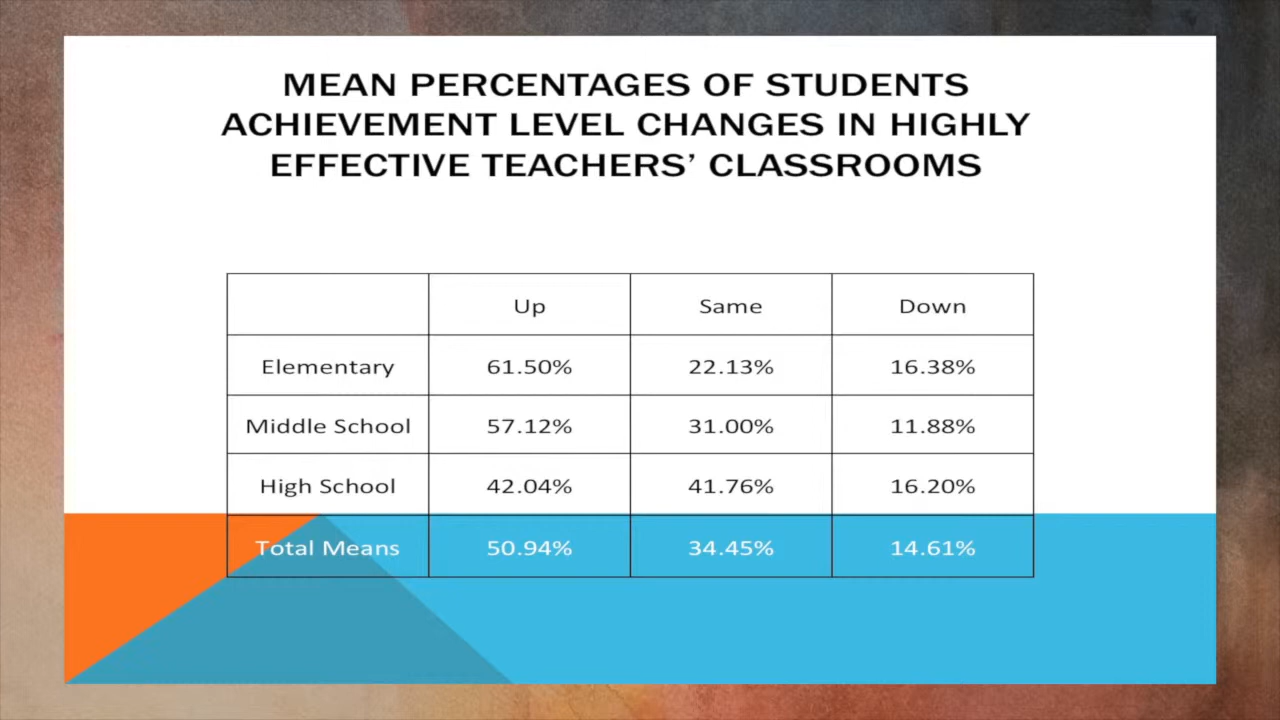 MEAN PERCENTAGES OF STUDENTS
ACHIEVEMENT LEVEL CHANGES IN HIGHLY
EFFECTIVE TEACHERS’ CLASSROOMS
Up Same Down
Elementary 61.50% 22.13% 16.38%
Middle School 57.12% 31.00% 11.88%
High School 42.04% 41.76% 16.20%
Total Means 50.94% 34.45% 14.61%